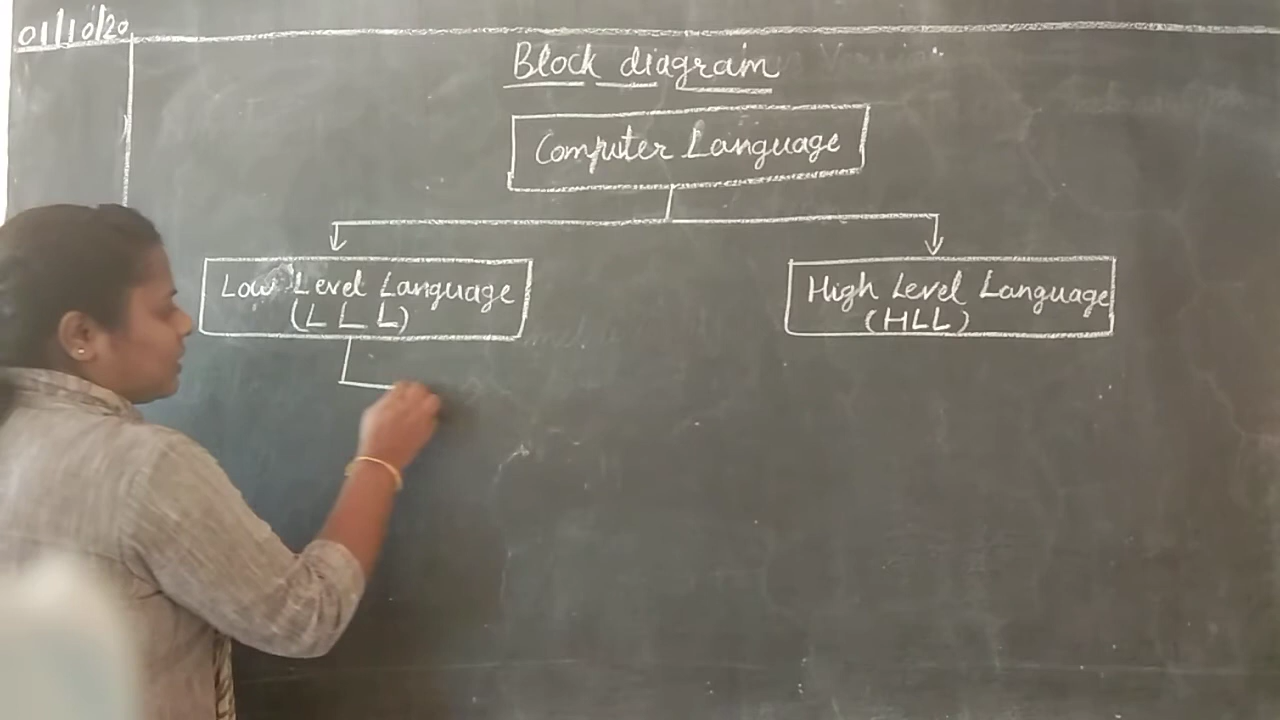 01/10/20
Block diagram
Computer Language
Low Level Language
(LLL)
High Level Language
(HLL)